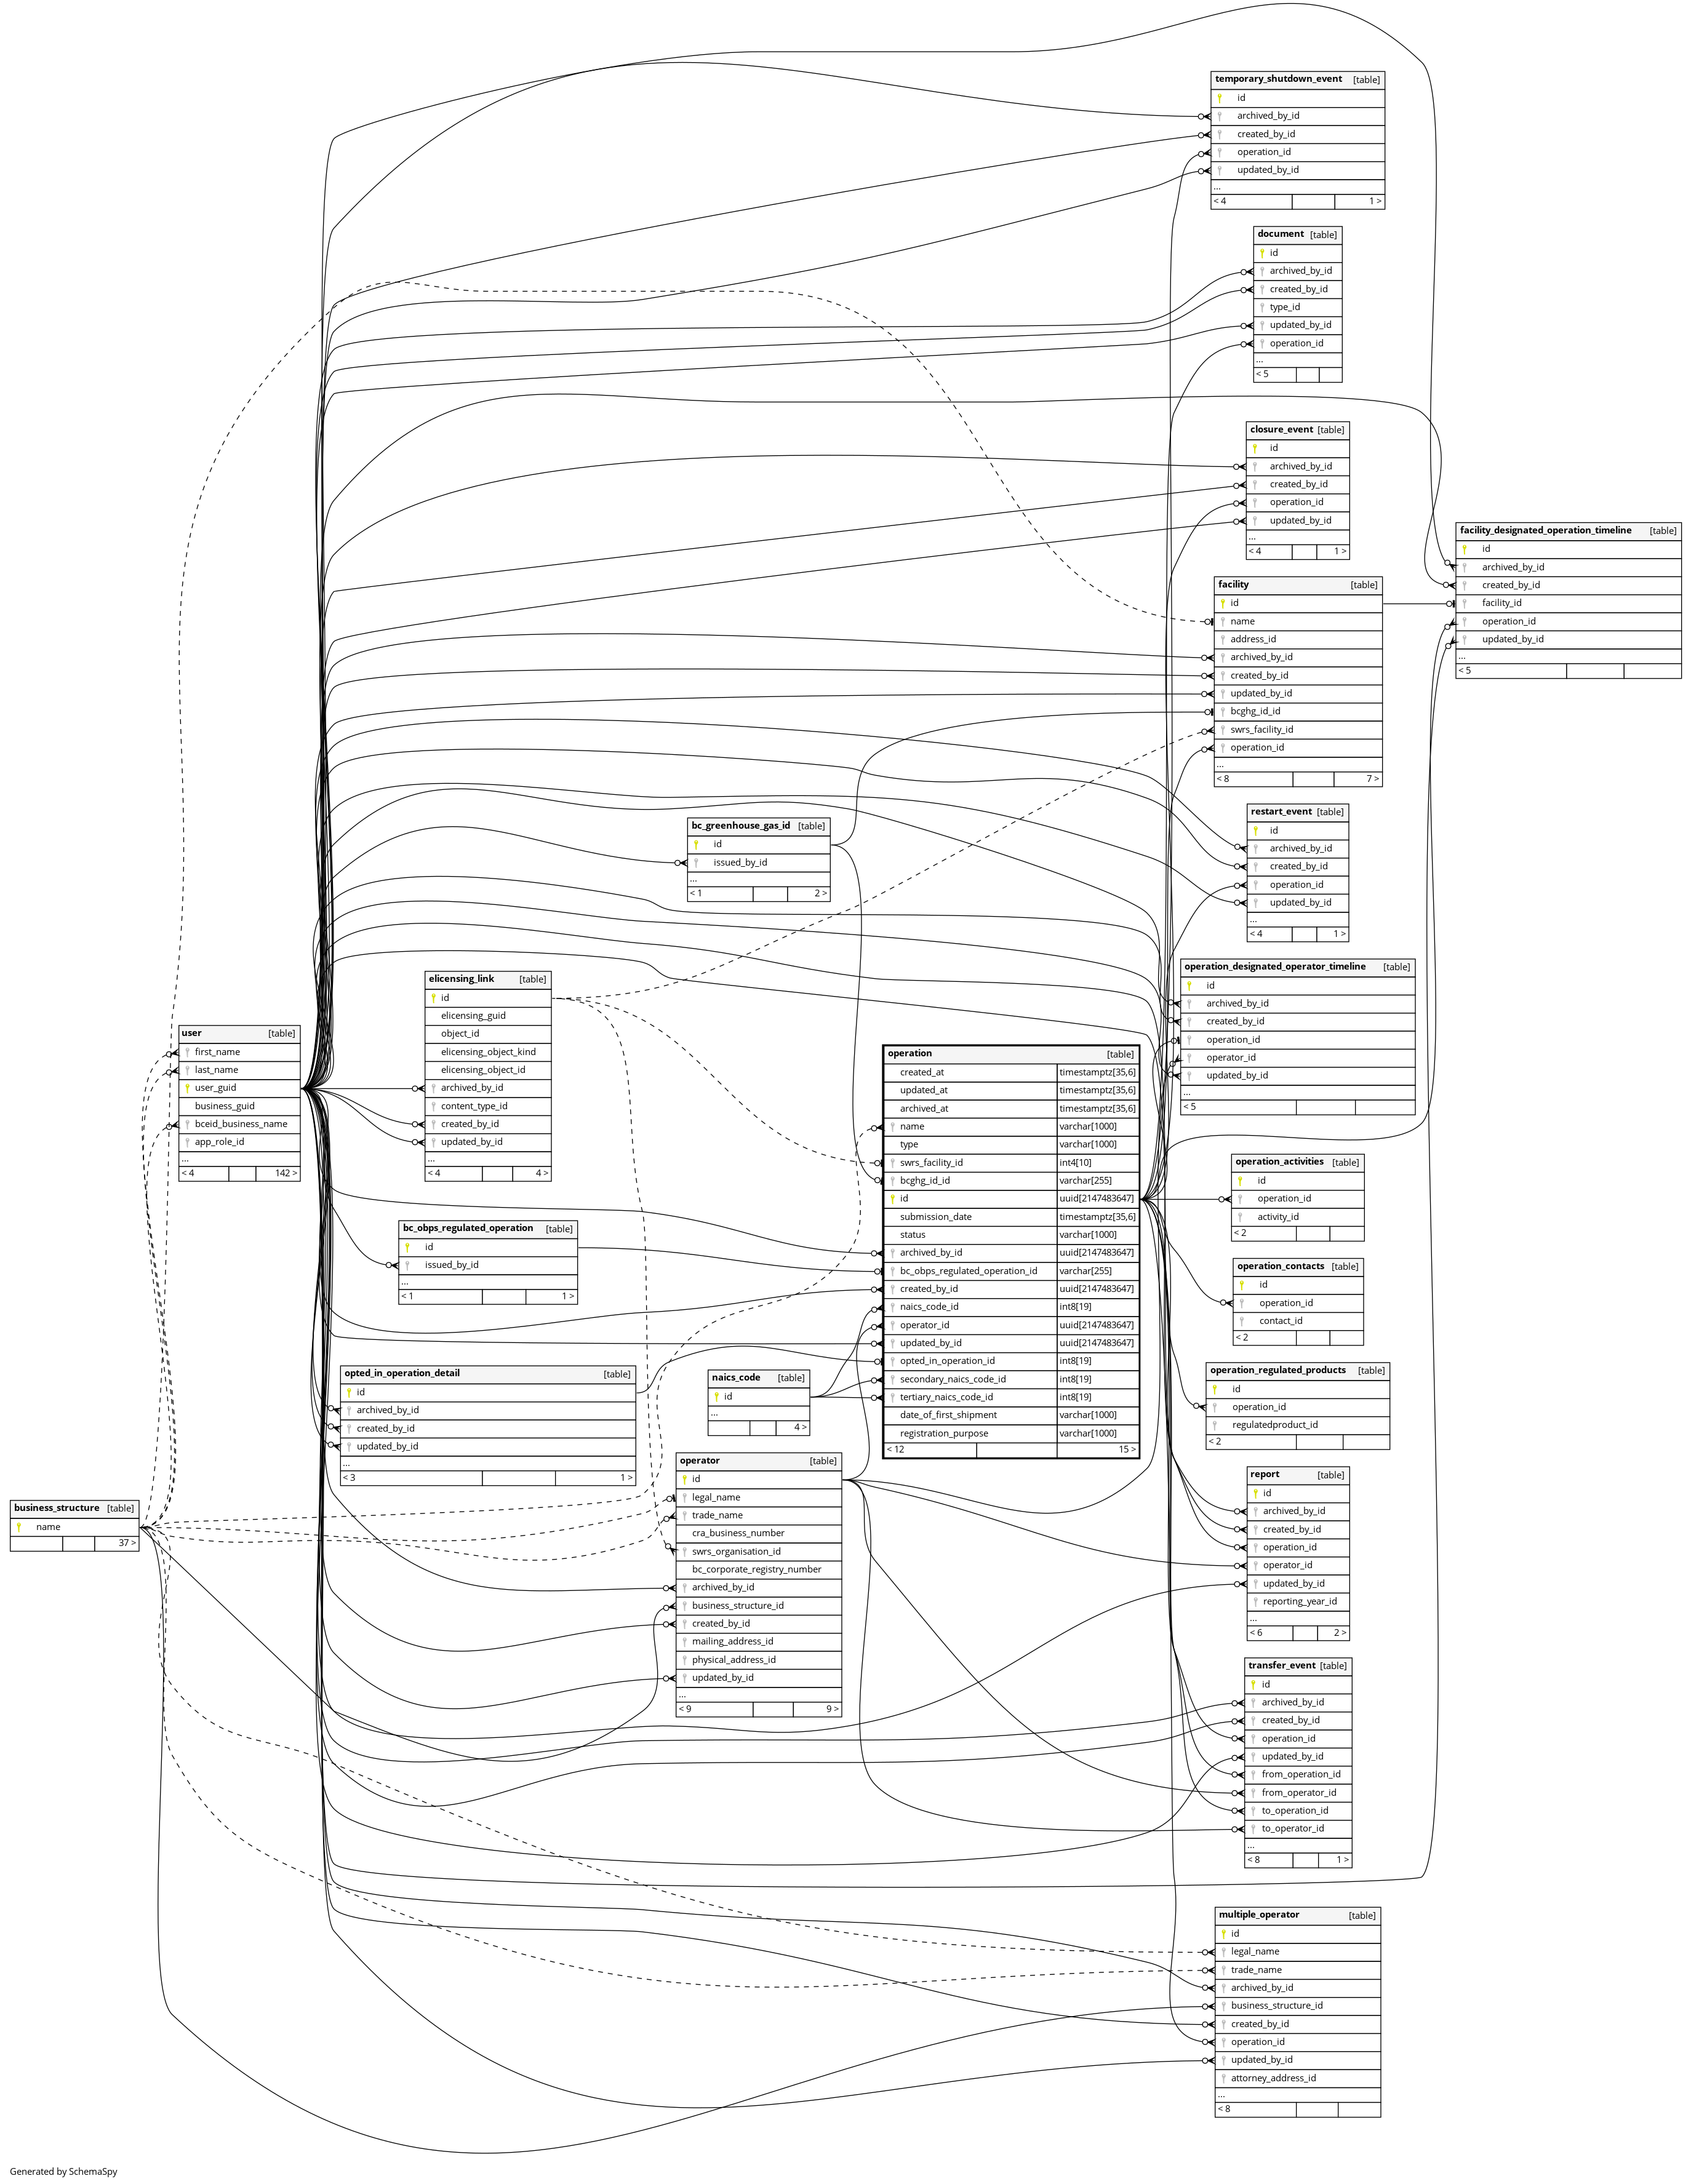 temporary_shutdown_event [table]
id
archived_by_id
created_by_id
operation_id
updated_by_id
...
< 4 1 >
document [table]
id
archived_by_id
created_by_id
type_id
updated_by_id
operation_id
...
< 5
closure_event [table]
id
archived_by_id
created_by_id
operation_id
updated_by_id
...
< 4 1 >
facility_designated_operation_timeline [table]
id
archived_by_id
created_by_id
facility_id
operation_id
updated_by_id
...
< 5
facility [table]
id
name
address_id
archived_by_id
created_by_id
updated_by_id
bcghg_id_id
swrs_facility_id
operation_id
...
< 8 7 >
restart_event [table]
id
archived_by_id
created_by_id
operation_id
updated_by_id
...
< 4 1 >
bc_greenhouse_gas_id [table]
id
issued_by_id
...
< 1 2 >
operation_designated_operator_timeline [table]
id
archived_by_id
created_by_id
operation_id
operator_id
updated_by_id
...
< 5
elicensing_link [table]
id
elicensing_guid
object_id
elicensing_object_kind
elicensing_object_id
archived_by_id
content_type_id
created_by_id
updated_by_id
...
< 4 4 >
user [table]
first_name
last_name
user_guid
business_guid
bceid_business_name
app_role_id
...
< 4 142 >
operation [table]
created_at timestamptz[35,6]
updated_at timestamptz[35,6]
archived_at timestamptz[35,6]
name varchar[1000]
type varchar[1000]
swrs_facility_id int4[10]
bcghg_id_id varchar[255]
id uuid[2147483647]
submission_date timestamptz[35,6]
status varchar[1000]
archived_by_id uuid[2147483647]
bc_obps_regulated_operation_id varchar[255]
created_by_id uuid[2147483647]
naics_code_id int8[19]
operator_id uuid[2147483647]
updated_by_id uuid[2147483647]
opted_in_operation_id int8[19]
secondary_naics_code_id int8[19]
tertiary_naics_code_id int8[19]
date_of_first_shipment varchar[1000]
registration_purpose varchar[1000]
< 12 15 >
operation_activities [table]
id
operation_id
activity_id
< 2
bc_obps_regulated_operation [table]
id
issued_by_id
...
< 1 1 >
operation_contacts [table]
id
operation_id
contact_id
< 2
opted_in_operation_detail [table]
id
archived_by_id
created_by_id
updated_by_id
...
< 3 1 >
naics_code [table]
id
...
4 >
operation_regulated_products [table]
id
operation_id
regulatedproduct_id
< 2
operator [table]
id
legal_name
trade_name
cra_business_number
swrs_organisation_id
bc_corporate_registry_number
archived_by_id
business_structure_id
created_by_id
mailing_address_id
physical_address_id
updated_by_id
...
< 9 9 >
report [table]
id
archived_by_id
created_by_id
operation_id
operator_id
updated_by_id
reporting_year_id
...
< 6 2 >
business_structure [table]
name
37 >
transfer_event [table]
id
archived_by_id
created_by_id
operation_id
updated_by_id
from_operation_id
from_operator_id
to_operation_id
to_operator_id
...
< 8 1 >
multiple_operator [table]
id
legal_name
trade_name
archived_by_id
business_structure_id
created_by_id
operation_id
updated_by_id
attorney_address_id
...
< 8
Generated by SchemaSpy